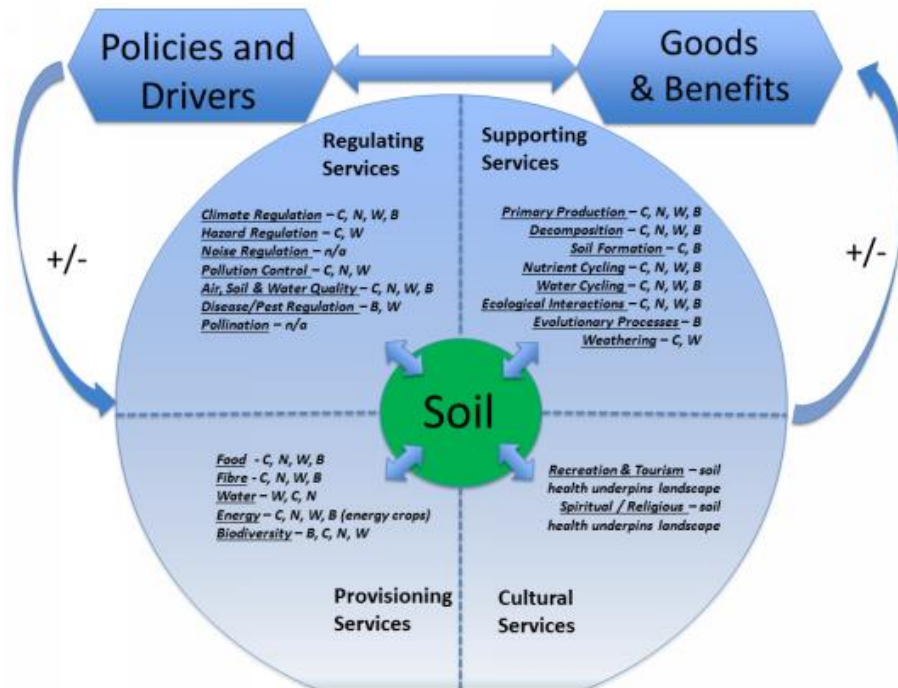 Policies and
Drivers
Goods
& Benefits
+/-
+/-
Regulating
Services
Climate Regulation – C, N, W, B
Hazard Regulation – C, W
Noise Regulation – n/a
Pollution Control – C, N, W
Air, Soil & Water Quality – C, N, W, B
Disease/Pest Regulation – B, W
Pollination – n/a
Supporting
Services
Primary Production – C, N, W, B
Decomposition – C, N, W, B
Soil Formation – C, B
Nutrient Cycling – C, N, W, B
Water Cycling – C, N, W, B
Ecological Interactions – C, N, W, B
Evolutionary Processes – B
Weathering – C, W
Soil
Food - C, N, W, B
Fibre - C, N, W, B
Water – W, C, N
Energy – C, N, W, B (energy crops)
Biodiversity – B, C, N, W
Provisioning
Services
Recreation & Tourism – soil
health underpins landscape
Spiritual / Religious – soil
health underpins landscape
Cultural
Services